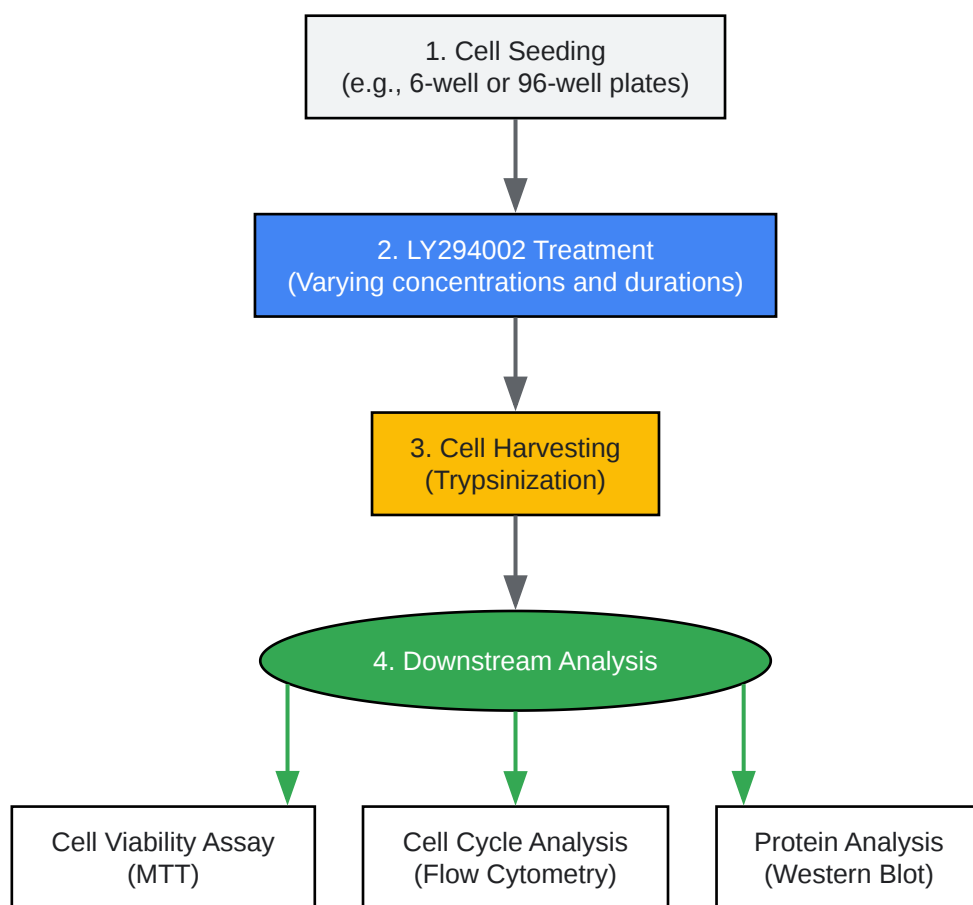 1. Cell Seeding
(e.g., 6-well or 96-well plates)
2. LY294002 Treatment
(Varying concentrations and durations)
3. Cell Harvesting
(Trypsinization)
4. Downstream Analysis
Cell Viability Assay
(MTT)
Cell Cycle Analysis
(Flow Cytometry)
Protein Analysis
(Western Blot)